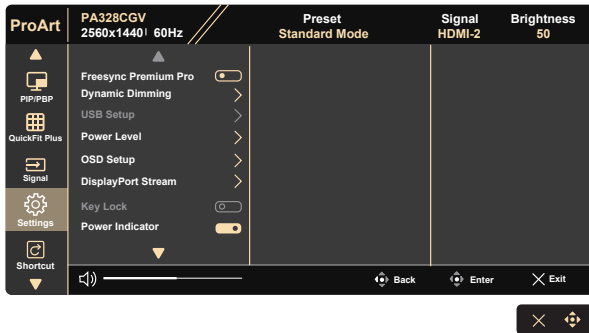 ProArt
PA328CGV
2560x1440 60Hz
Preset
Standard Mode
Signal
HDMI-2
Brightness
50
PIP/PBP
QuickFit Plus
Signal
Settings
Shortcut
Freesync Premium Pro
Dynamic Dimming
USB Setup
Power Level
OSD Setup
DisplayPort Stream
Key Lock
Power Indicator
Back
Enter
Exit